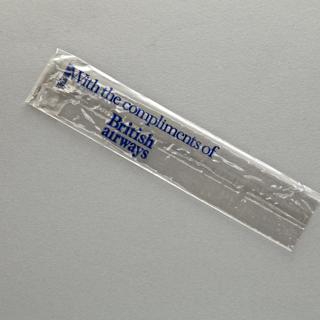 With the compliments of
British
airways